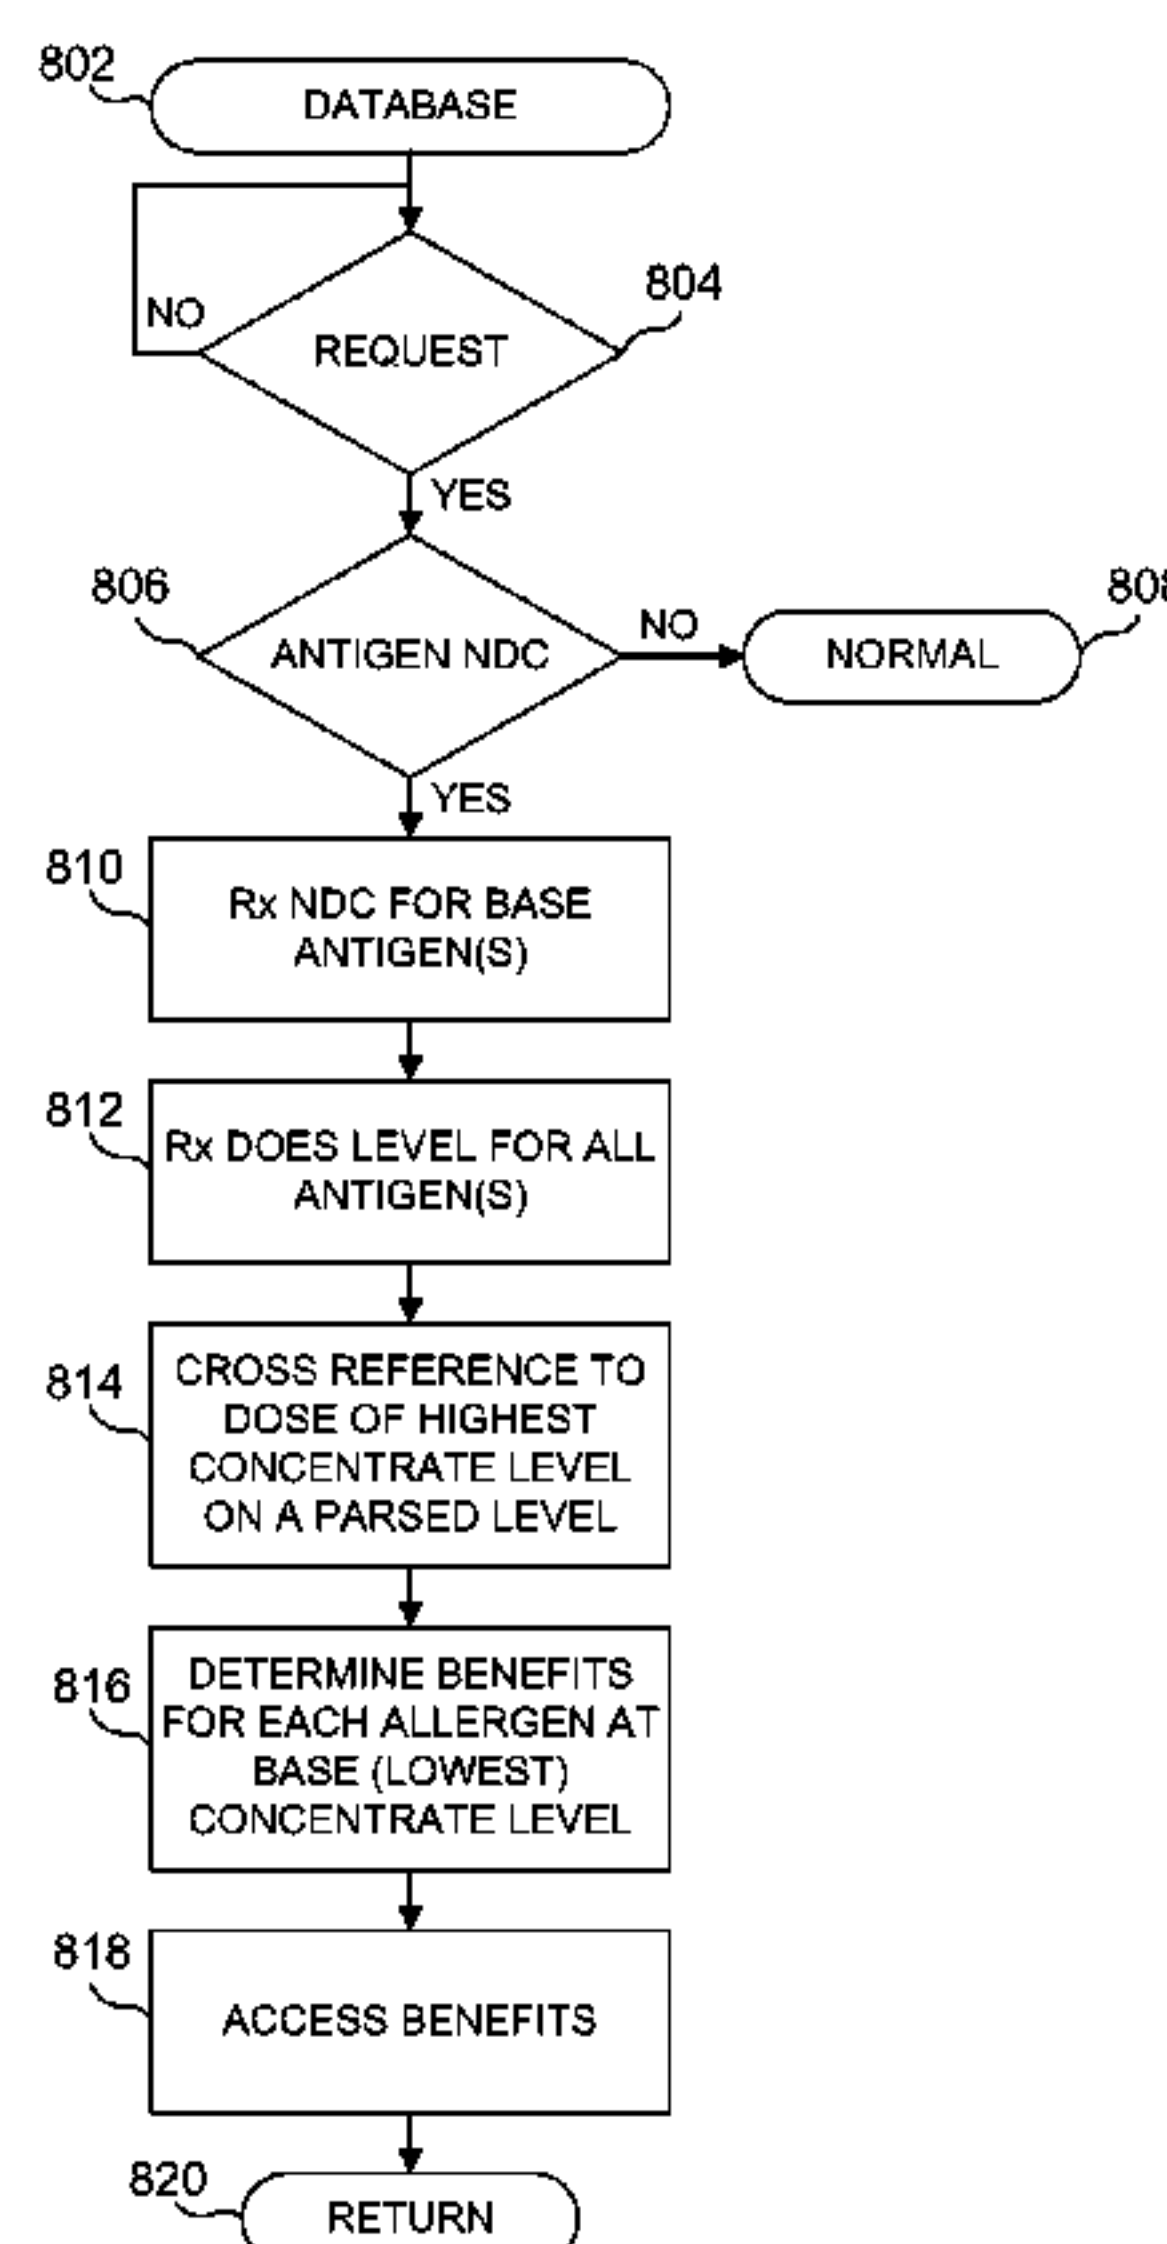 802
DATABASE
NO
804
REQUEST
YES
806
ANTIGEN NDC
NO
808
NORMAL
YES
810
Rx NDC FOR BASE
ANTIGEN(S)
812
Rx DOES LEVEL FOR ALL
ANTIGEN(S)
814
CROSS REFERENCE TO
DOSE OF HIGHEST
CONCENTRATE LEVEL
ON A PARSED LEVEL
816
DETERMINE BENEFITS
FOR EACH ALLERGEN AT
BASE (LOWEST)
CONCENTRATE LEVEL
818
ACCESS BENEFITS
820
RETURN